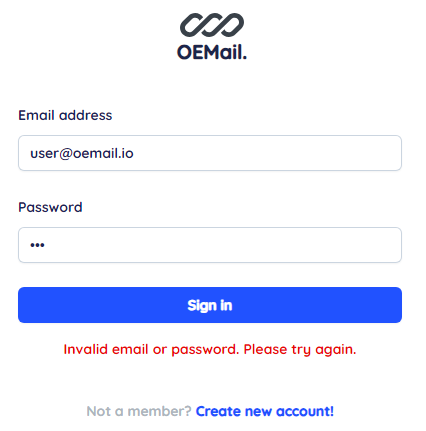 OEMail.
Email address
user@oemail.io
Password
•••
Sign in
Invalid email or password. Please try again.
Not a member? Create new account!